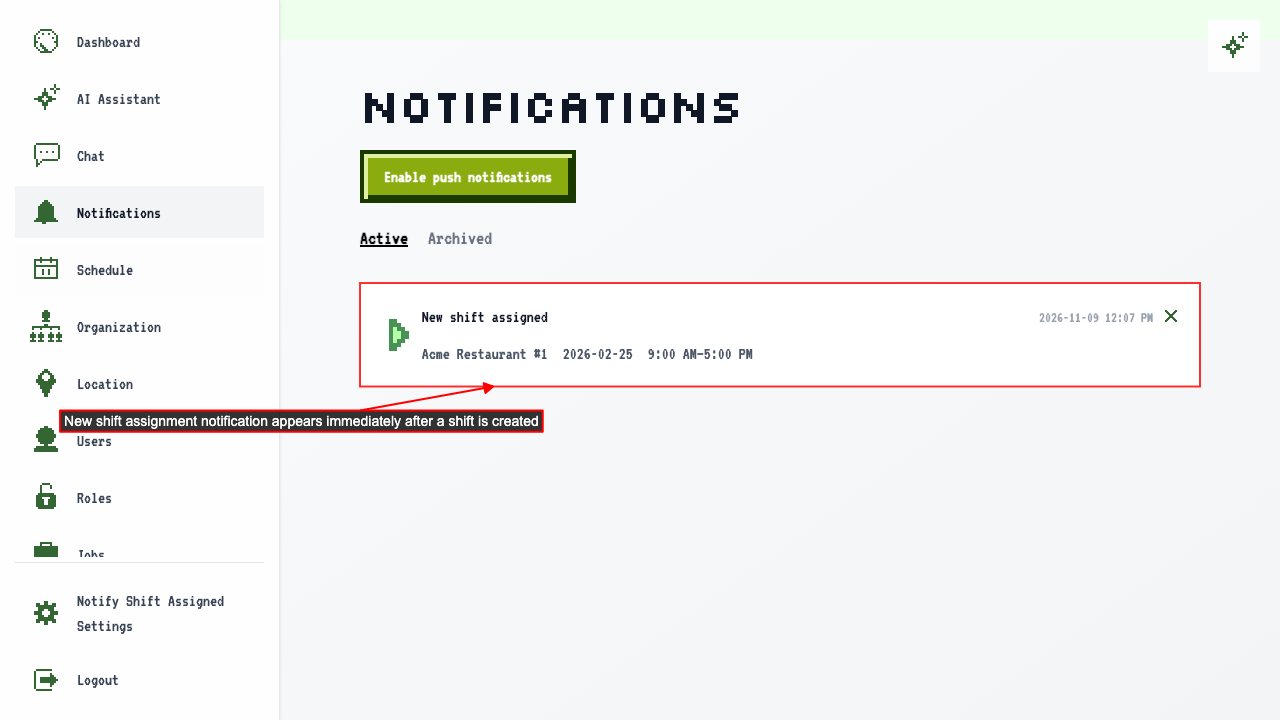 Dashboard
AI Assistant
Chat
Notifications
Schedule
Organization
Location
Users
Roles
Jobs
Notify Shift Assigned
Settings
Logout
NOTIFICATIONS
Enable push notifications
Active Archived
New shift assigned 2026-11-09 12:07 PM
Acme Restaurant #1 2026-02-25 9:00 AM–5:00 PM
New shift assignment notification appears immediately after a shift is created